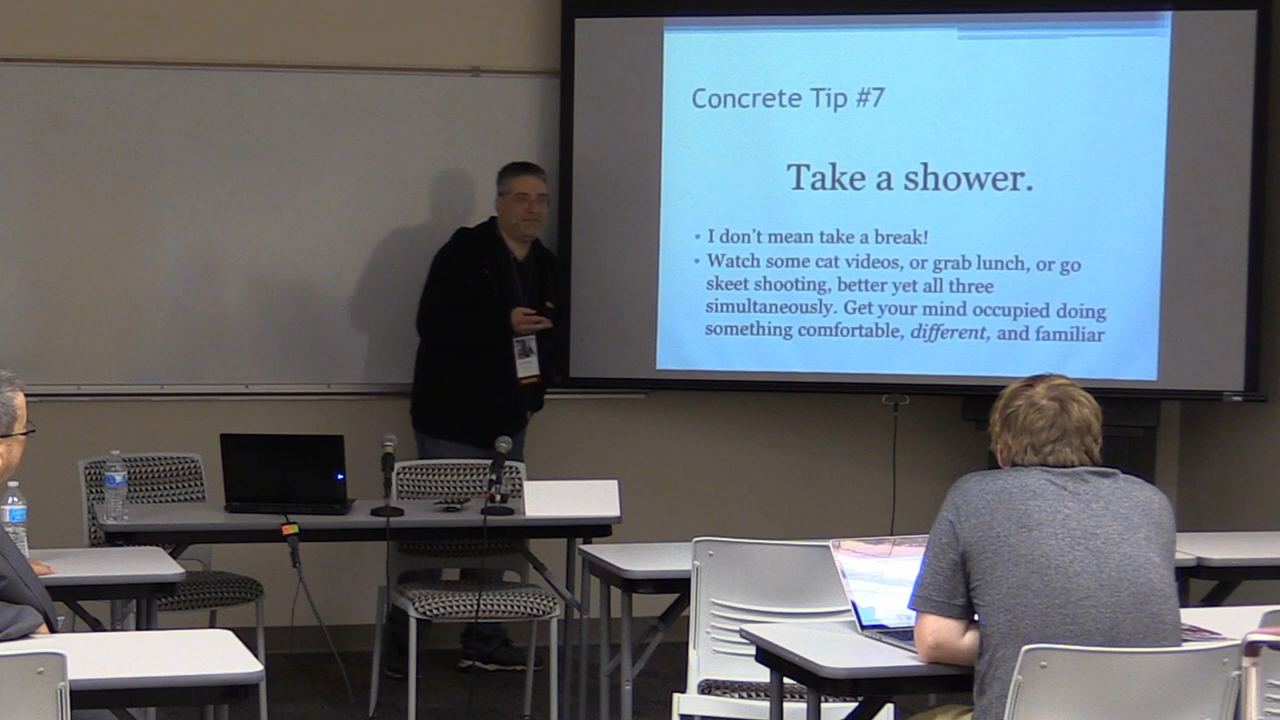 Concrete Tip #7
Take a shower.
• I don't mean take a break!
• Watch some cat videos, or grab lunch, or go
skeet shooting, better yet all three
simultaneously. Get your mind occupied doing
something comfortable, different, and familiar